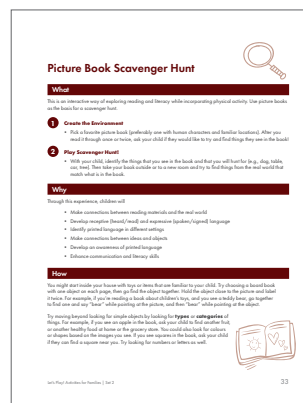 Picture Book Scavenger Hunt
What
This is an interactive way of exploring reading and literacy while incorporating physical activity. Use picture books
as the basis for a scavenger hunt.
1 Create the Environment
• Pick a favorite picture book (preferably one with human characters and familiar locations). After you
read it through once or twice, ask your child if they would like to try and find things they see in the book!
2 Play Scavenger Hunt!
• With your child, identify the things that you see in the book and that you will hunt for (e.g., dog, table,
car, tree). Then take your book outside or to a new room and try to find things from the real world that
match what is in the book.
Why
Through this experience, children will
• Make connections between reading materials and the real world
• Develop receptive (heard/read) and expressive (spoken/signed) language
• Identify printed language in different settings
• Make connections between ideas and objects
• Develop an awareness of printed language
• Enhance communication and literacy skills
How
You might start inside your house with toys or items that are familiar to your child. Try choosing a board book
with one object on each page, then go find the object together. Hold the object close to the picture and label
it twice. For example, if you're reading a book about children's toys, and you see a teddy bear, go together
to find one and say "bear" while pointing at the picture, and then "bear" while pointing at the object.
Try moving beyond looking for simple objects by looking for types or categories of
things. For example, if you see an apple in the book, ask your child to find another fruit,
or another healthy food at home or the grocery store. You could also look for colours
or shapes based on the images you see. If you see squares in the book, ask your child
if they can find a square near you. Try looking for numbers or letters as well.
Let's Play! Activities for Families | Set 2
33